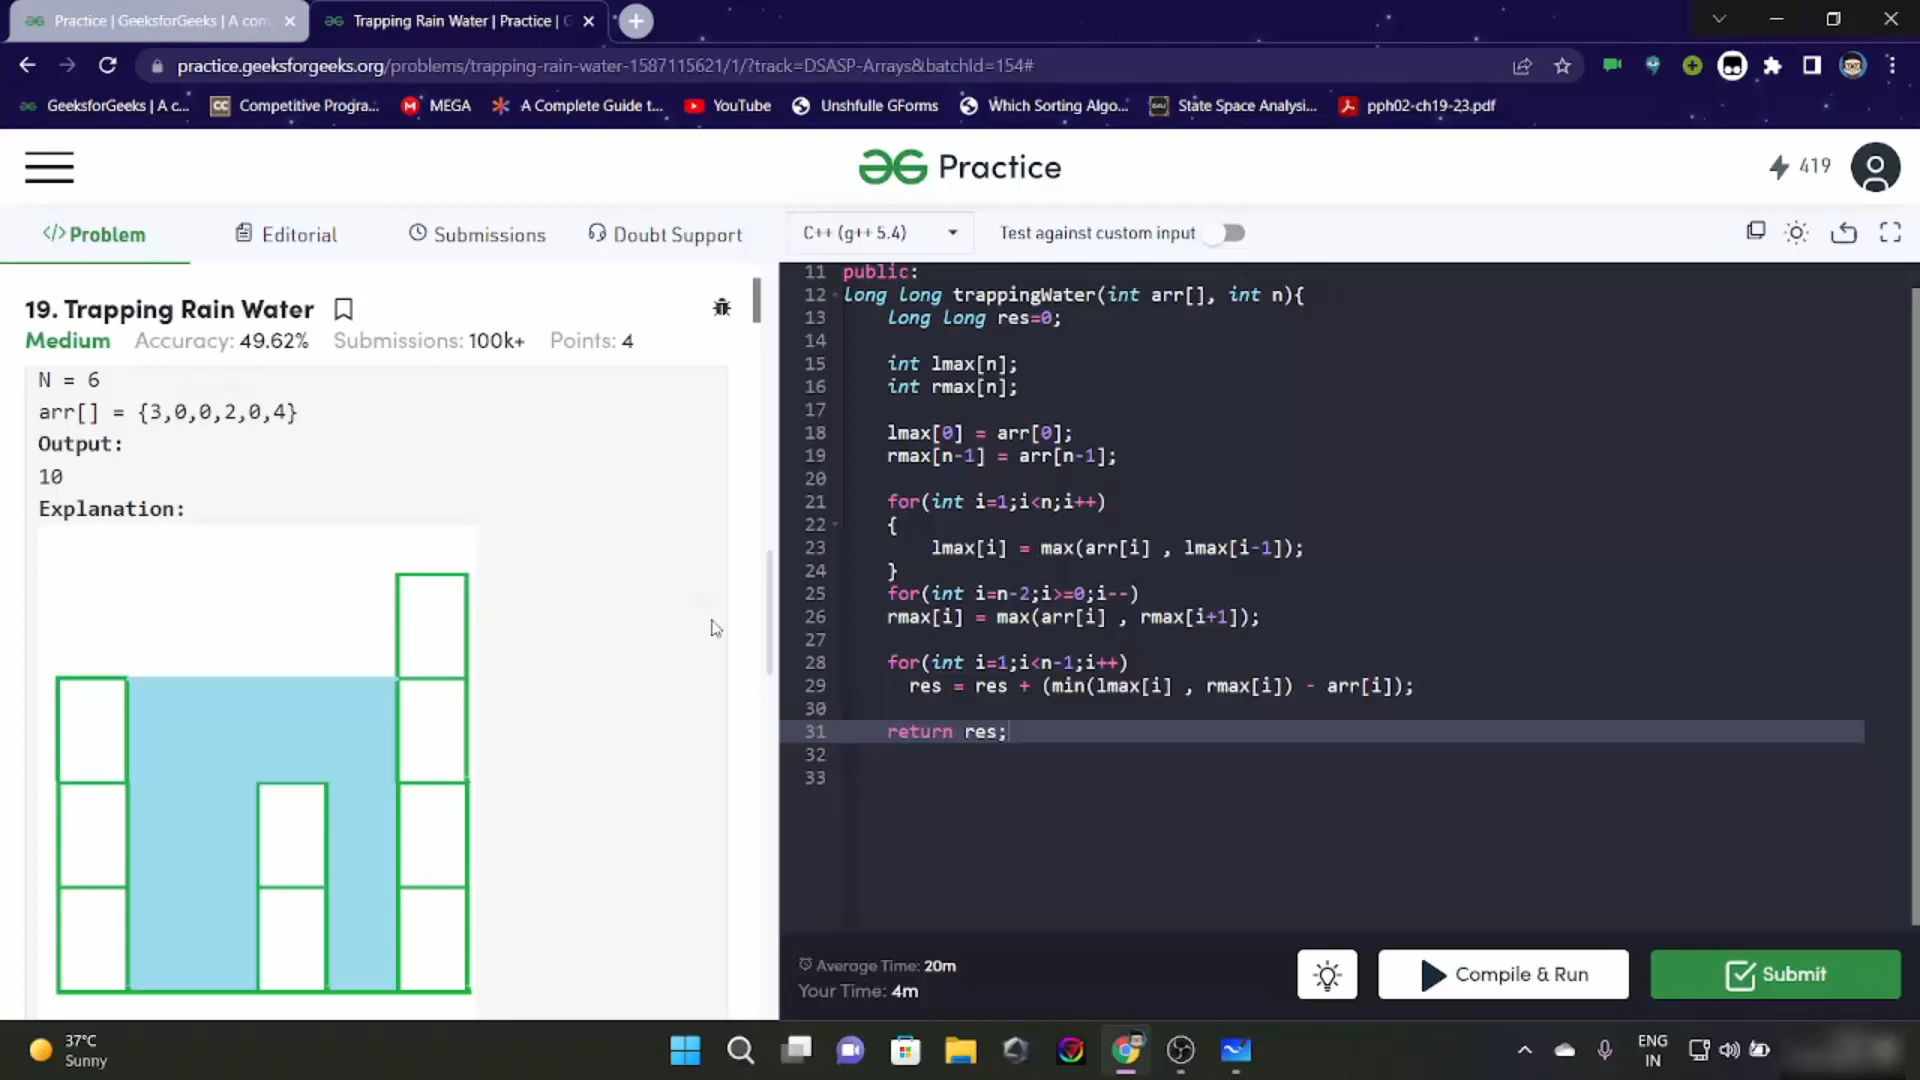 Practice | GeeksforGeeks | A com
Trapping Rain Water | Practice | G
practice.geeksforgeeks.org/problems/trapping-rain-water-1587115621/1/?track=DSASP-Arrays&batchId=154#
GeeksforGeeks | A c...
CC Competitive Progra...
MEGA
A Complete Guide t...
YouTube
Unshfulle GForms
Which Sorting Algo...
State Space Analysi...
pph02-ch19-23.pdf
Practice
419
</>Problem
Editorial
Submissions
Doubt Support
C++ (g++ 5.4)
Test against custom input
19. Trapping Rain Water
Medium Accuracy: 49.62% Submissions: 100k+ Points: 4
N = 6
arr[] = {3,0,0,2,0,4}
Output:
10
Explanation:
11 public:
12 long long trappingWater(int arr[], int n){
13 long long res=0;
14
15 int lmax[n];
16 int rmax[n];
17
18 lmax[0] = arr[0];
19 rmax[n-1] = arr[n-1];
20
21 for(int i=1;i<n;i++)
22 {
23 lmax[i] = max(arr[i] , lmax[i-1]);
24 }
25 for(int i=n-2;i>=0;i--)
26 rmax[i] = max(arr[i] , rmax[i+1]);
27
28 for(int i=1;i<n-1;i++)
29 res = res + (min(lmax[i] , rmax[i]) - arr[i]);
30
31 return res;
32
33
Average Time: 20m
Your Time: 4m
Compile & Run
Submit
37°C
Sunny
ENG
IN